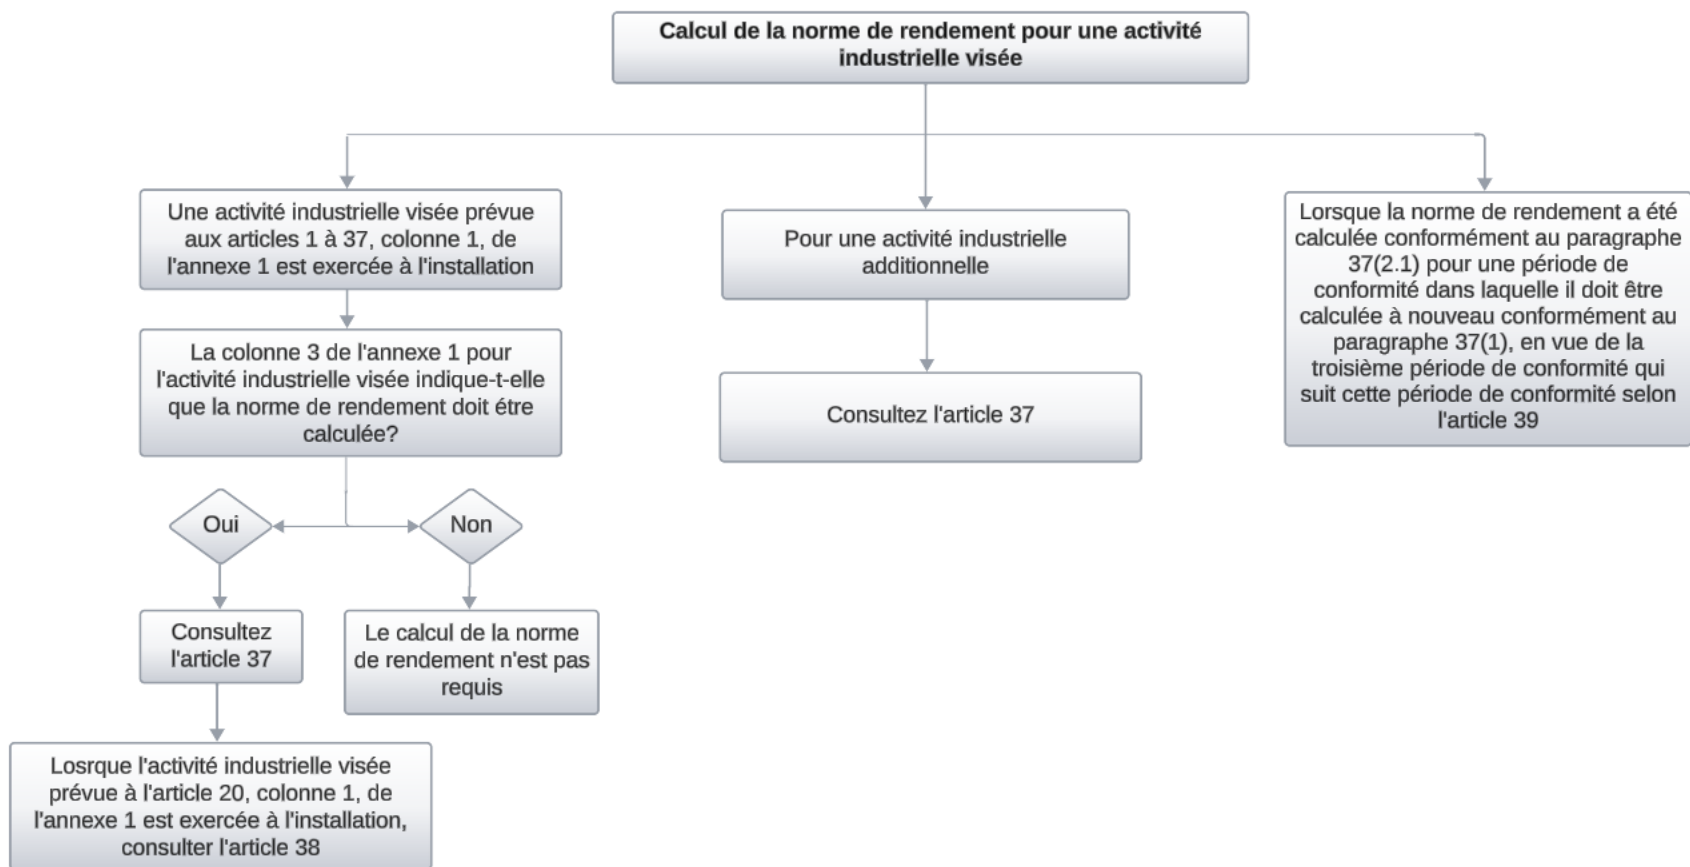 Calcul de la norme de rendement pour une activité
industrielle visée
Une activité industrielle visée prévue
aux articles 1 à 37, colonne 1, de
l'annexe 1 est exercée à l'installation
La colonne 3 de l'annexe 1 pour
l'activité industrielle visée indique-t-elle
que la norme de rendement doit étre
calculée?
Oui
Non
Consultez
l'article 37
Le calcul de la norme
de rendement n'est pas
requis
Losrque l'activité industrielle visée
prévue à l'article 20, colonne 1, de
l'annexe 1 est exercée à l'installation,
consulter l'article 38
Pour une activité industrielle
additionnelle
Consultez l'article 37
Lorsque la norme de rendement a été
calculée conformément au paragraphe
37(2.1) pour une période de
conformité dans laquelle il doit être
calculée à nouveau conformément au
paragraphe 37(1), en vue de la
troisième période de conformité qui
suit cette période de conformité selon
l'article 39